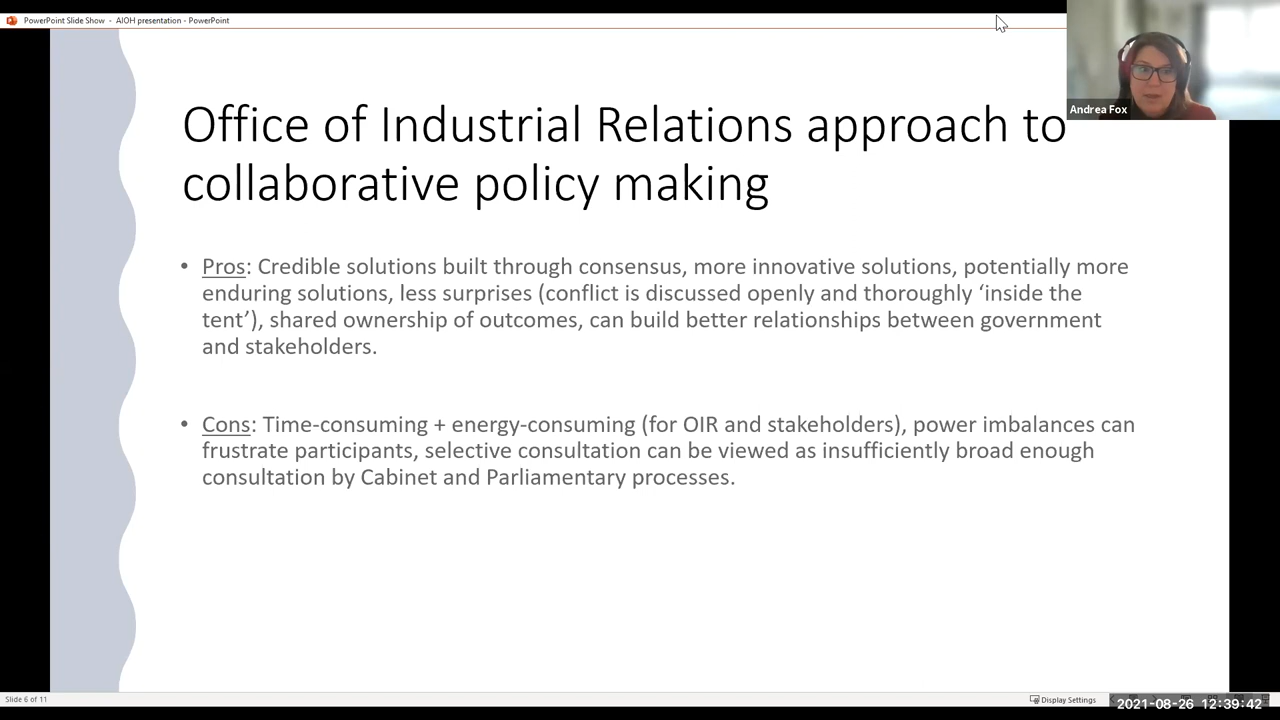 PowerPoint Slide Show - AIOH presentation - PowerPoint
Andrea Fox
Office of Industrial Relations approach to
collaborative policy making
• Pros: Credible solutions built through consensus, more innovative solutions, potentially more
enduring solutions, less surprises (conflict is discussed openly and thoroughly ‘inside the
tent’), shared ownership of outcomes, can build better relationships between government
and stakeholders.
• Cons: Time-consuming + energy-consuming (for OIR and stakeholders), power imbalances can
frustrate participants, selective consultation can be viewed as insufficiently broad enough
consultation by Cabinet and Parliamentary processes.
Slide 6 of 11
Display Settings
2021-08-26 12:39:42